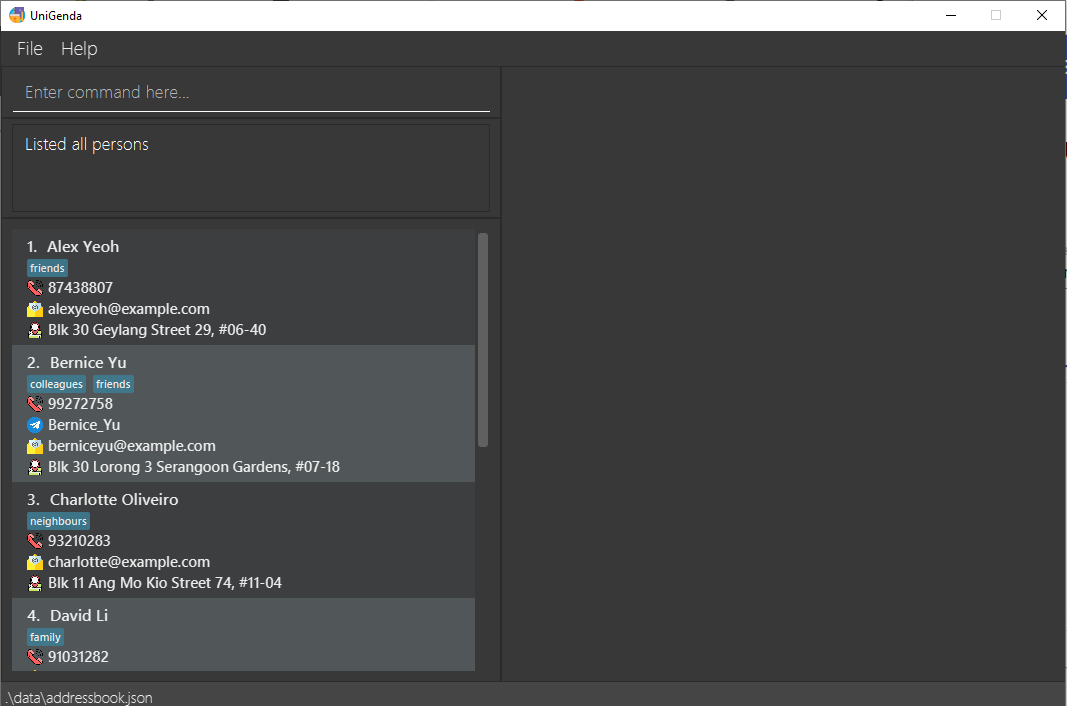 UniGenda
File Help
Enter command here...
Listed all persons
1. Alex Yeoh
friends
87438807
alexyeoh@example.com
Blk 30 Geylang Street 29, #06-40
2. Bernice Yu
colleagues friends
99272758
Bernice_Yu
berniceyu@example.com
Blk 30 Lorong 3 Serangoon Gardens, #07-18
3. Charlotte Oliveiro
neighbours
93210283
charlotte@example.com
Blk 11 Ang Mo Kio Street 74, #11-04
4. David Li
family
91031282
.\data\addressbook.json